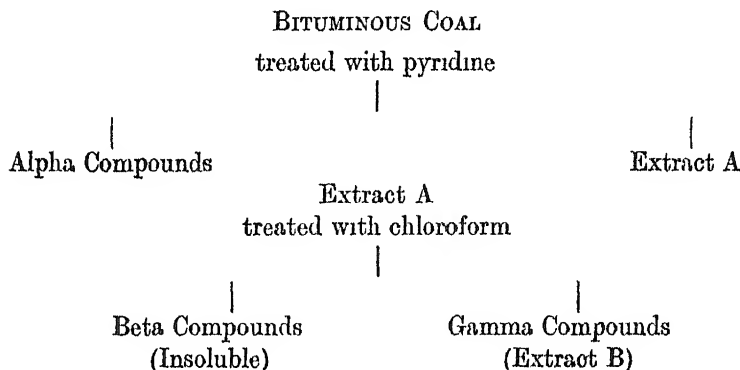 BITUMINOUS COAL
treated with pyridine
Alpha Compounds Extract A
Extract A
treated with chloroform
Beta Compounds Gamma Compounds
(Insoluble) (Extract B)